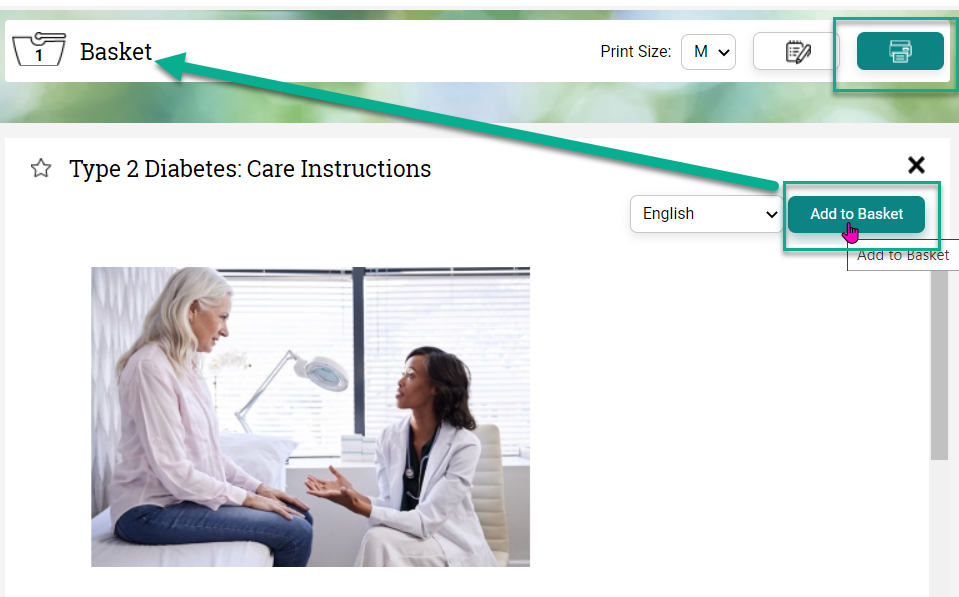 1
Basket
Print Size:
M
Type 2 Diabetes: Care Instructions
English
Add to Basket
Add to Basket